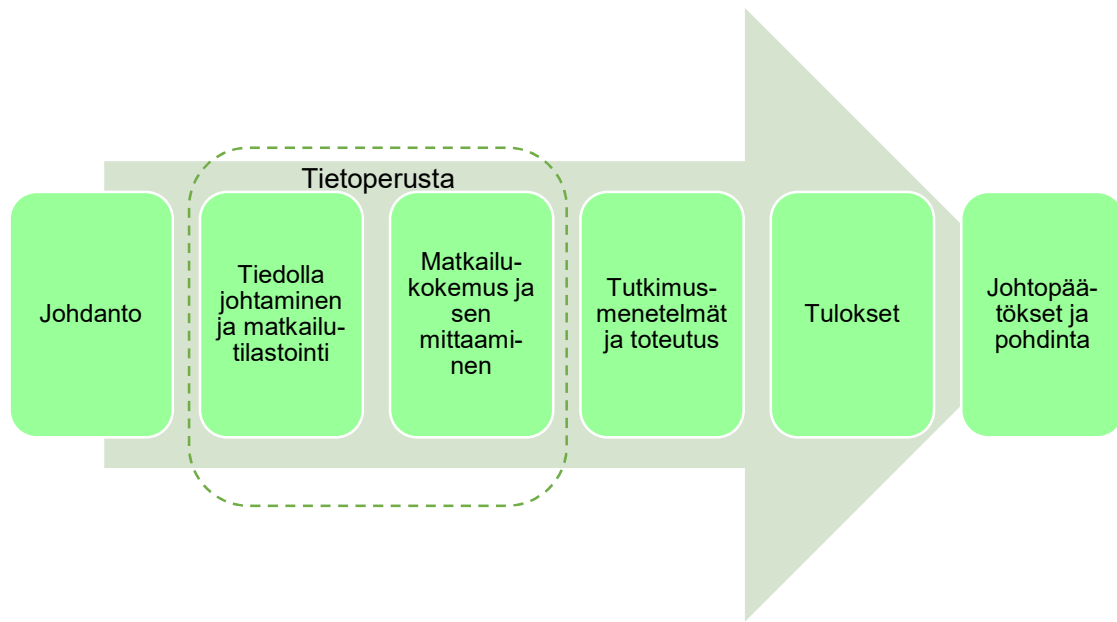 Tietoperusta
Johdanto
Tiedolla
johtaminen
ja matkailu-
tilastointi
Matkailu-
kokemus ja
sen
mittaami-
nen
Tutkimus-
menetelmät
ja toteutus
Tulokset
Johtopää-
tökset ja
pohdinta